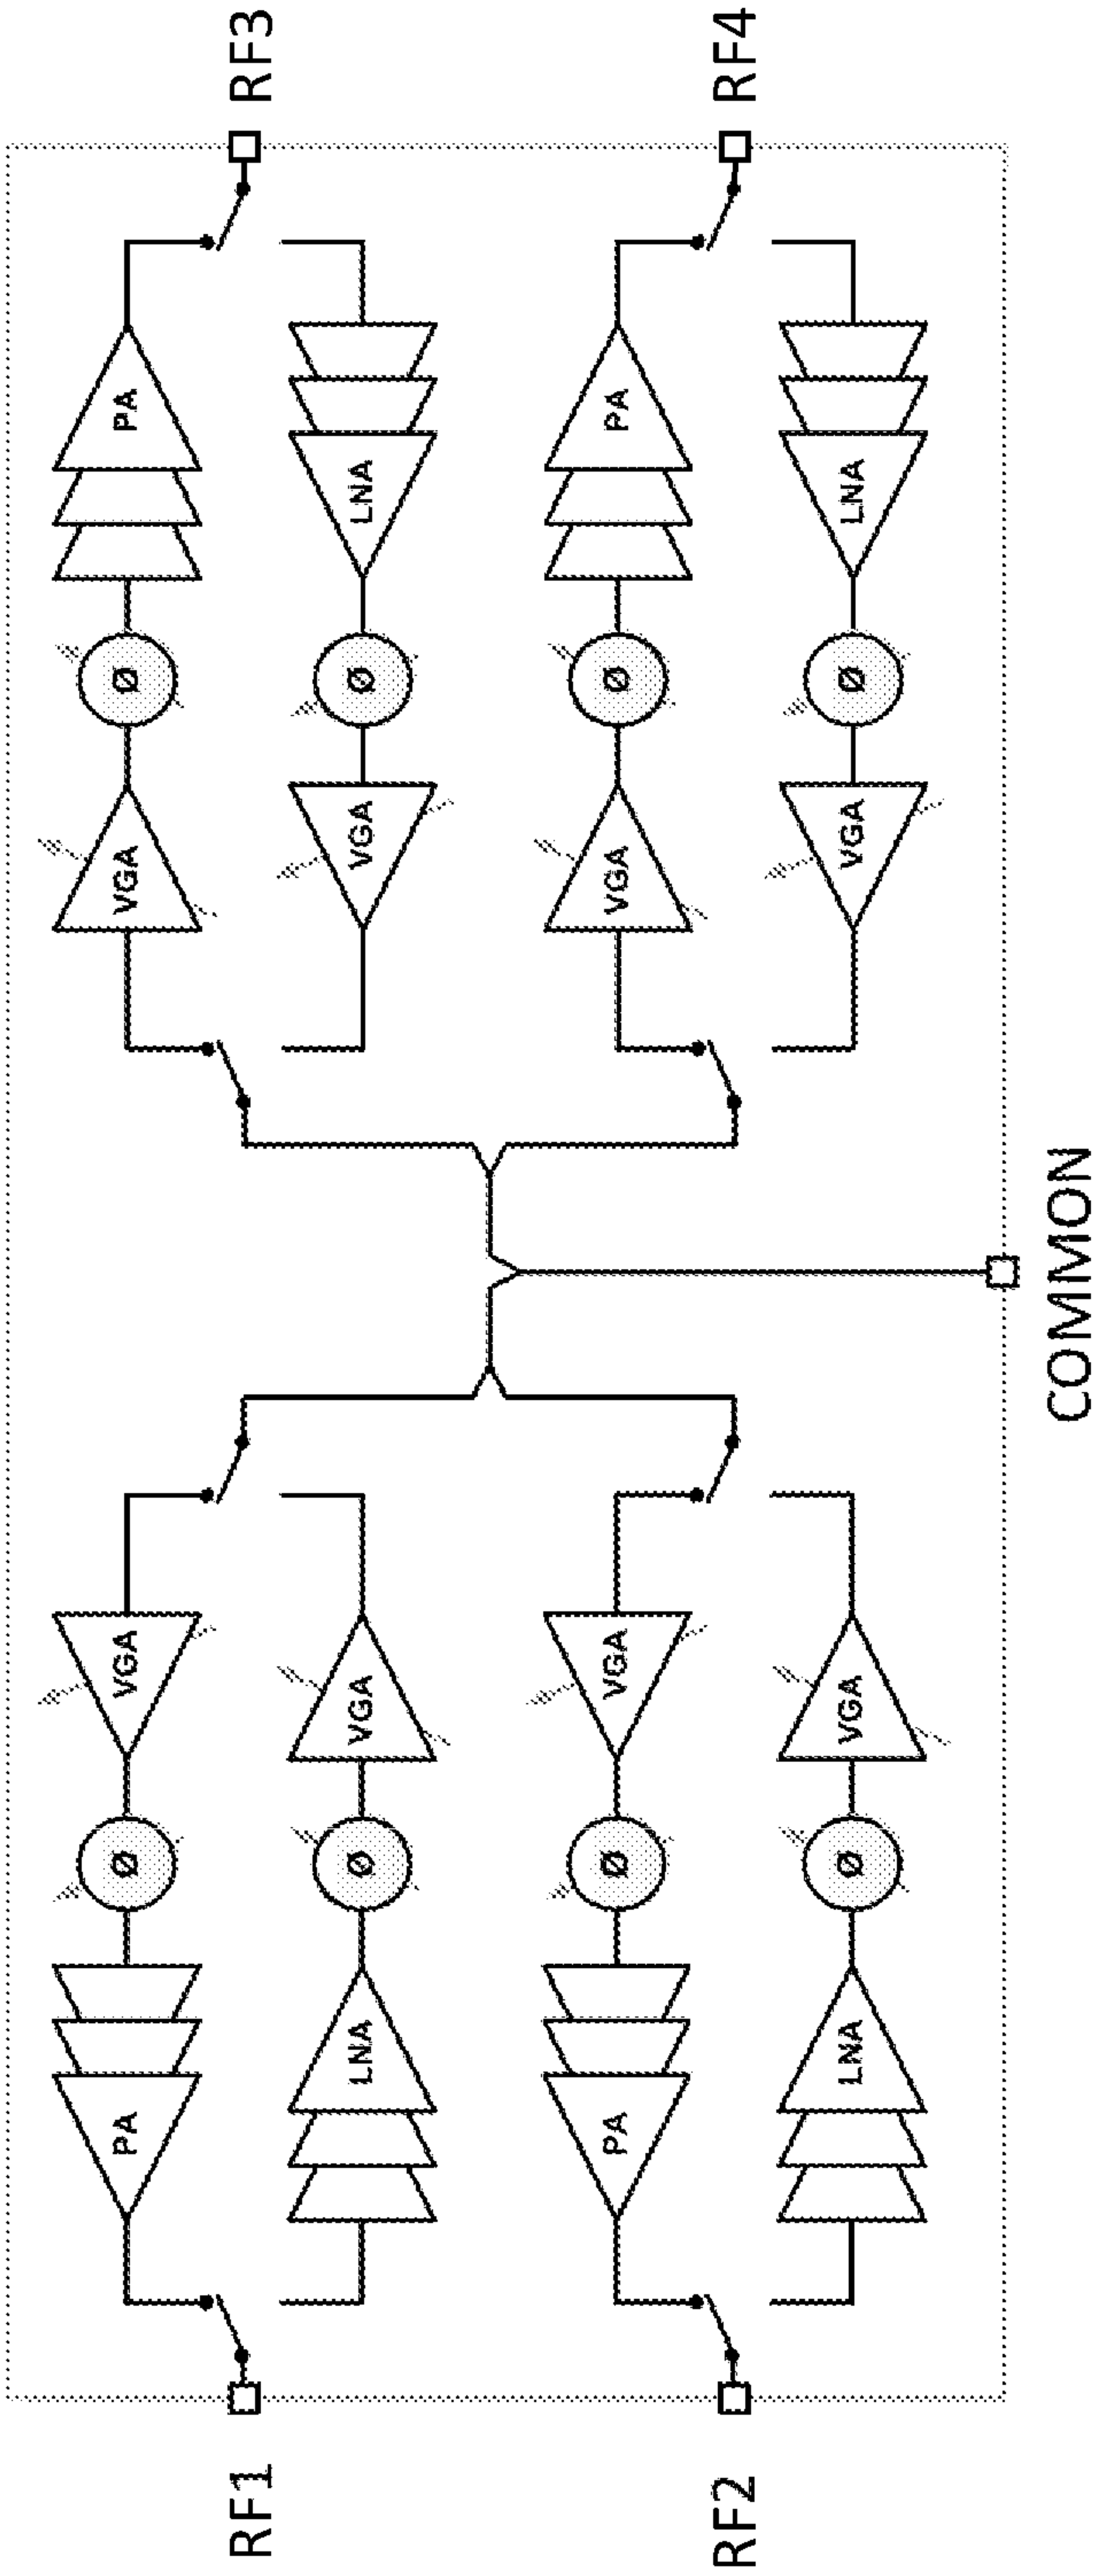 PA Ø VGA VGA Ø PA
RF1 RF3
LNA Ø VGA VGA Ø LNA
PA Ø VGA VGA Ø PA
RF2 RF4
LNA Ø VGA VGA Ø LNA
COMMON